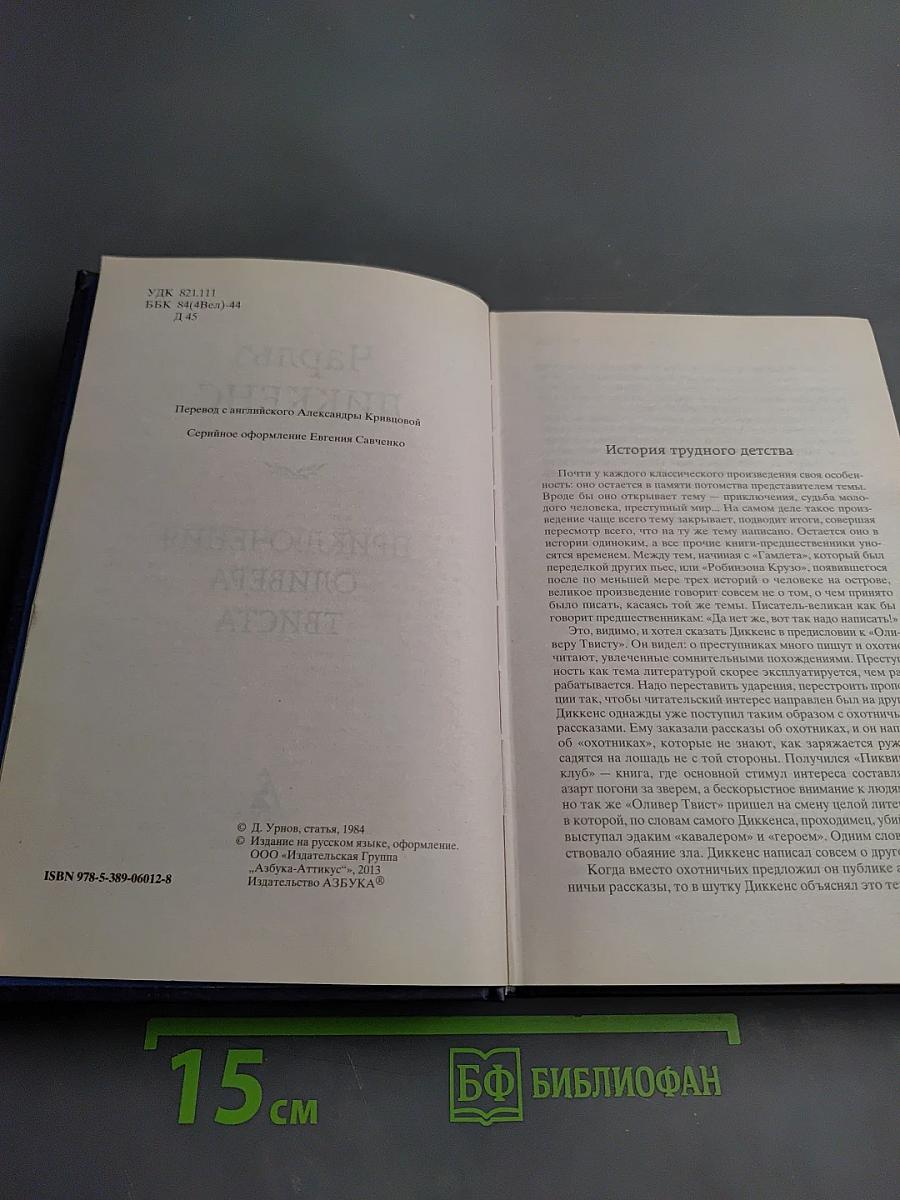 УДК 821.111
ББК 84(4Вел)-44
Д 45
Перевод с английского Александры Кривцовой
Серийное оформление Евгения Савченко
© Д. Урнов, статья, 1984
© Издание на русском языке, оформление.
ООО «Издательская Группа
„Азбука-Аттикус“», 2013
Издательство АЗБУКА®
ISBN 978-5-389-06012-8
История трудного детства
Почти у каждого классического произведения своя особен-
ность: оно остается в памяти потомства представителем темы.
Вроде бы оно открывает тему — приключения, судьба моло-
дого человека, преступный мир... На самом деле такое произ-
ведение чаще всего тему закрывает, подводит итоги, совершая
пересмотр всего, что на ту же тему написано. Остается оно в
истории одиноким, а все прочие книги-предшественники уно-
сятся временем. Между тем, начиная с «Гамлета», который был
переделкой других пьес, или «Робинзона Крузо», появившегося
после по меньшей мере трех историй о человеке на острове,
великое произведение говорит совсем не о том, о чем принято
было писать, касаясь той же темы. Писатель-великан как бы
говорит предшественникам: «Да нет же, вот так надо написать!»
Это, видимо, и хотел сказать Диккенс в предисловии к «Оли-
веру Твисту». Он видел: о преступниках много пишут и охотно
читают, увлеченные сомнительными похождениями. Преступ
ность как тема литературой скорее эксплуатируется, чем ра
рабатывается. Надо переставить ударения, перестроить пропо
ции так, чтобы читательский интерес направлен был на друг
Диккенс однажды уже поступил таким образом с охотничь
рассказами. Ему заказали рассказы об охотниках, и он нап
об «охотниках», которые не знают, как заряжается руж
садятся на лошадь не с той стороны. Получился «Пикви
клуб» — книга, где основной стимул интереса составля
азарт погони за зверем, а бескорыстное внимание к людям
но так же «Оливер Твист» пришел на смену целой литер
в которой, по словам самого Диккенса, проходимец, убий
выступал эдаким «кавалером» и «героем». Одним слов
ствовало обаяние зла. Диккенс написал совсем о друго
Когда вместо охотничьих предложил он публике а
ничьи рассказы, то в шутку Диккенс объяснял это те
15 см
БФ БИБЛИОФАН